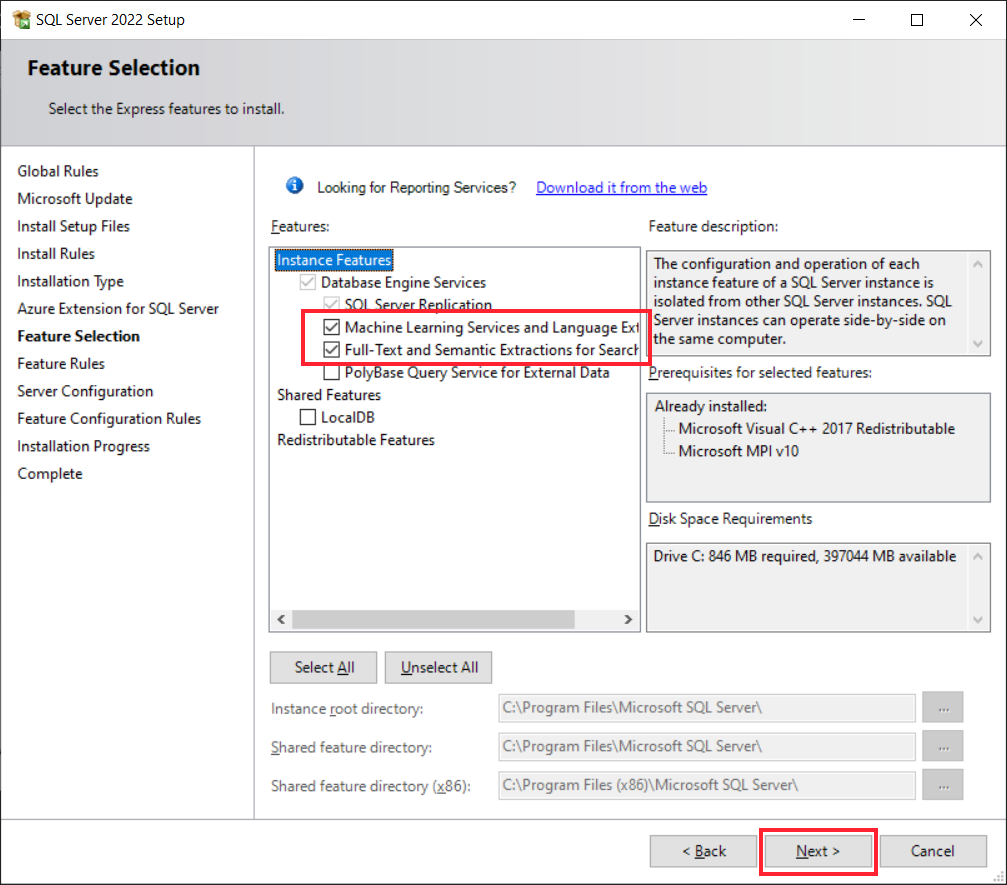 SQL Server 2022 Setup
Feature Selection
Select the Express features to install.
Global Rules
Microsoft Update
Install Setup Files
Install Rules
Installation Type
Azure Extension for SQL Server
Feature Selection
Feature Rules
Server Configuration
Feature Configuration Rules
Installation Progress
Complete
Looking for Reporting Services? Download it from the web
Features:
Instance Features
Database Engine Services
SQL Server Replication
Machine Learning Services and Language Ext
Full-Text and Semantic Extractions for Search
PolyBase Query Service for External Data
Shared Features
LocalDB
Redistributable Features
Feature description:
The configuration and operation of each
instance feature of a SQL Server instance is
isolated from other SQL Server instances. SQL
Server instances can operate side-by-side on
the same computer.
Prerequisites for selected features:
Already installed:
Microsoft Visual C++ 2017 Redistributable
Microsoft MPI v10
Disk Space Requirements
Drive C: 846 MB required, 397044 MB available
Select All
Unselect All
Instance root directory: C:\Program Files\Microsoft SQL Server\ ...
Shared feature directory: C:\Program Files\Microsoft SQL Server\ ...
Shared feature directory (x86): C:\Program Files (x86)\Microsoft SQL Server\ ...
< Back
Next >
Cancel